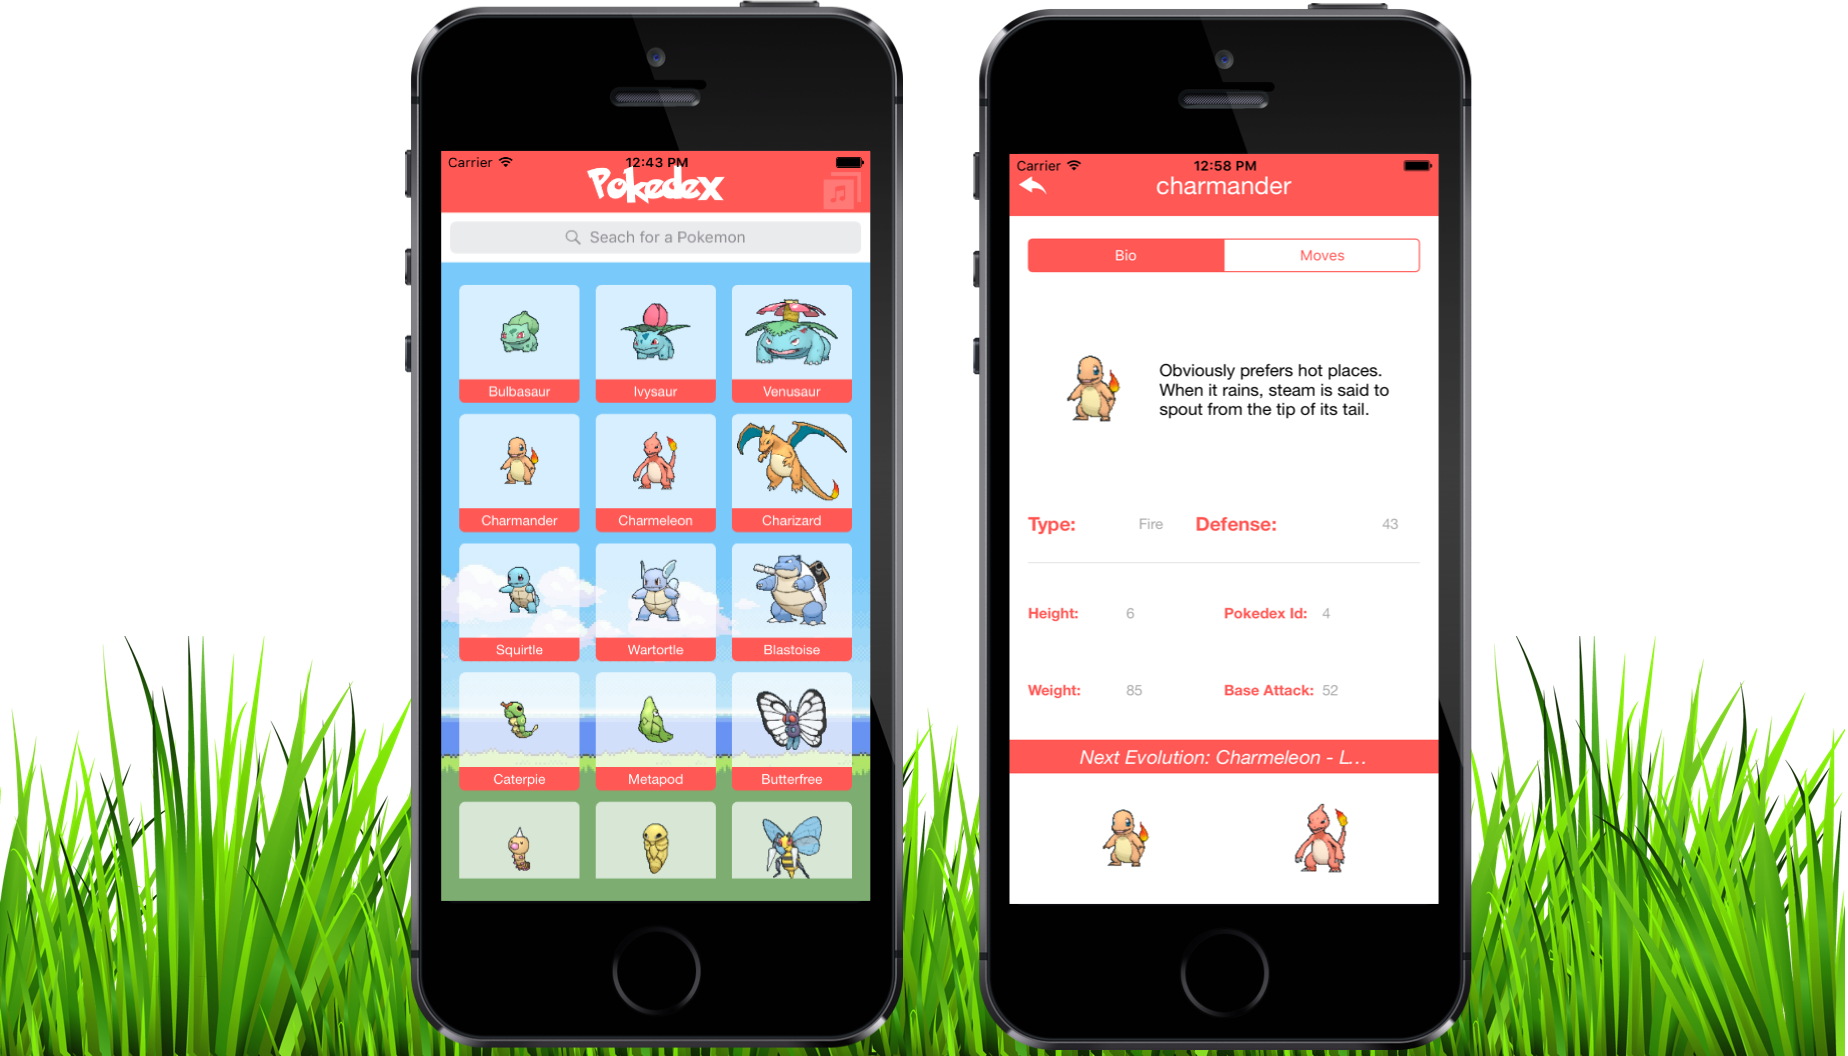 Carrier
12:43 PM
Pokedex
Seach for a Pokemon
Bulbasaur
Ivysaur
Venusaur
Charmander
Charmeleon
Charizard
Squirtle
Wartortle
Blastoise
Caterpie
Metapod
Butterfree
Carrier
12:58 PM
charmander
Bio
Moves
Obviously prefers hot places.
When it rains, steam is said to
spout from the tip of its tail.
Type: Fire Defense: 43
Height: 6 Pokedex Id: 4
Weight: 85 Base Attack: 52
Next Evolution: Charmeleon - L...